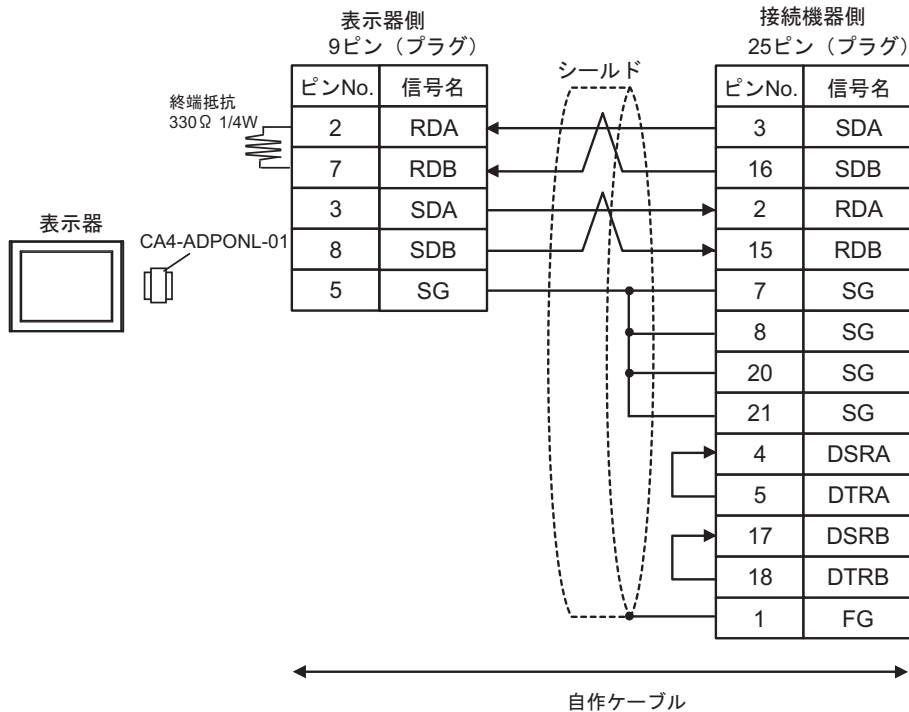 表示器側
9ピン（プラグ）
接続機器側
25ピン（プラグ）
シールド
終端抵抗
330Ω 1/4W
表示器
CA4-ADPONL-01
ピンNo. 信号名
2 RDA
7 RDB
3 SDA
8 SDB
5 SG
ピンNo. 信号名
3 SDA
16 SDB
2 RDA
15 RDB
7 SG
8 SG
20 SG
21 SG
4 DSRA
5 DTRA
17 DSRB
18 DTRB
1 FG
自作ケーブル